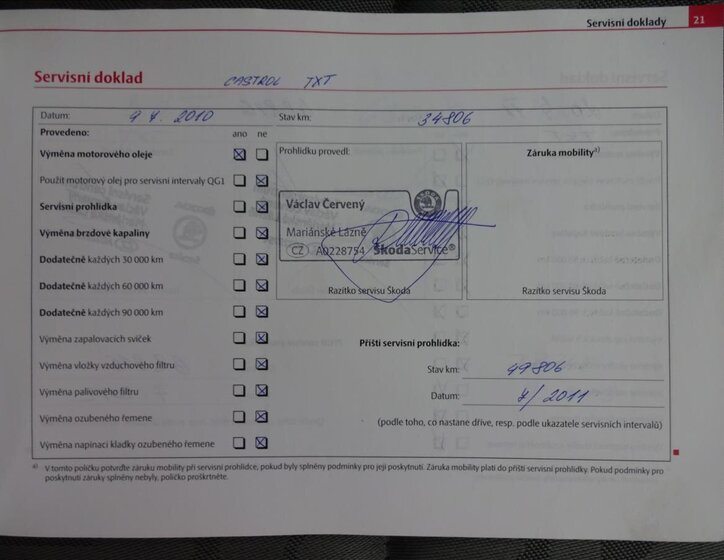 Servisní doklady 21
Servisní doklad CASTROL TXT
Datum: 9 4. 2010 Stav km: 34806
Provedeno: ano ne
Výměna motorového oleje
Použit motorový olej pro servisní intervaly QG1
Servisní prohlídka
Výměna brzdové kapaliny
Dodatečně každých 30 000 km
Dodatečně každých 60 000 km
Dodatečně každých 90 000 km
Výměna zapalovacích svíček
Výměna vložky vzduchového filtru
Výměna palivového filtru
Výměna ozubeného řemene
Výměna napínací kladky ozubeného řemene
Prohlídku provedl:
Václav Červený
Mariánské Lázně
CZ A0228754 ŠkodaService®
Razítko servisu Škoda
Záruka mobility a)
Razítko servisu Škoda
Příští servisní prohlídka:
Stav km: 49806
Datum: 4/2011
(podle toho, co nastane dříve, resp. podle ukazatele servisních intervalů)
a) V tomto políčku potvrďte záruku mobility při servisní prohlídce, pokud byly splněny podmínky pro její poskytnutí. Záruka mobility platí do příští servisní prohlídky. Pokud podmínky pro
poskytnutí záruky splněny nebyly, políčko proškrtněte.